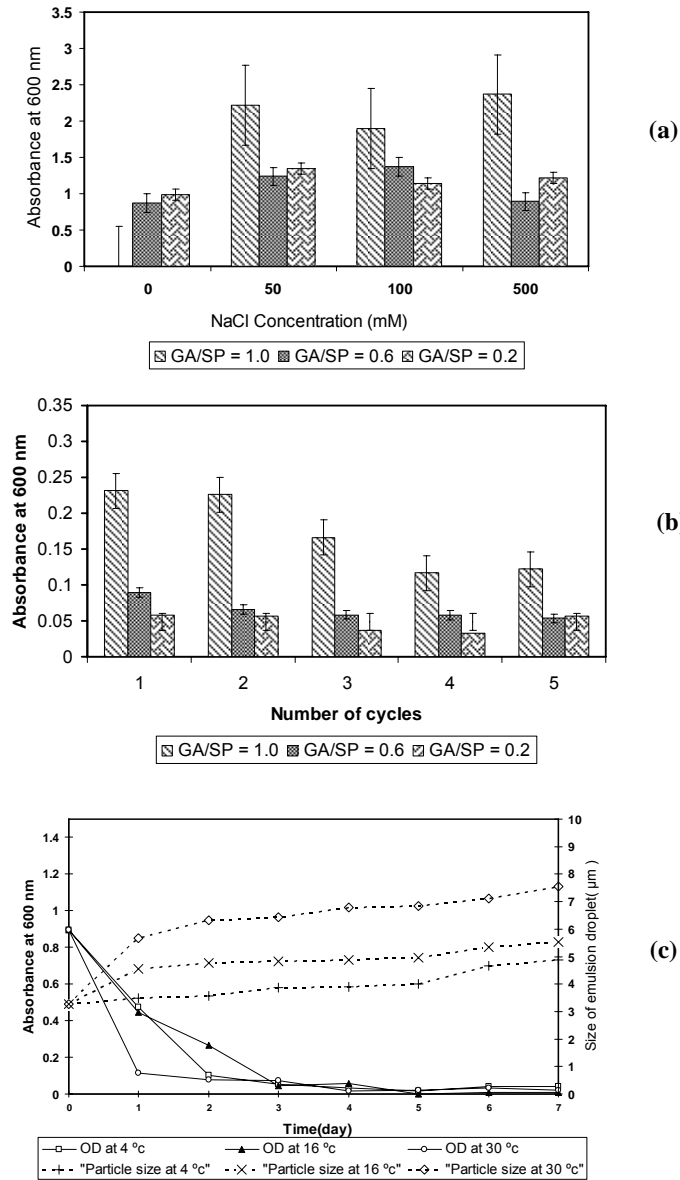 3.5
3
2.5
2
1.5
1
0.5
0
Absorbance at 600 nm
0 50 100 500
NaCl Concentration (mM)
GA/SP = 1.0 GA/SP = 0.6 GA/SP = 0.2
(a)
0.35
0.3
0.25
0.2
0.15
0.1
0.05
0
Absorbance at 600 nm
1 2 3 4 5
Number of cycles
GA/SP = 1.0 GA/SP = 0.6 GA/SP = 0.2
(b)
1.4
1.2
1
0.8
0.6
0.4
0.2
0
Absorbance at 600 nm
10
9
8
7
6
5
4
3
2
1
0
Size of emulsion droplet( µm )
0 1 2 3 4 5 6 7
Time(day)
OD at 4 ºc OD at 16 ºc OD at 30 ºc
"Particle size at 4 ºc" "Particle size at 16 ºc" "Particle size at 30 ºc"
(c)